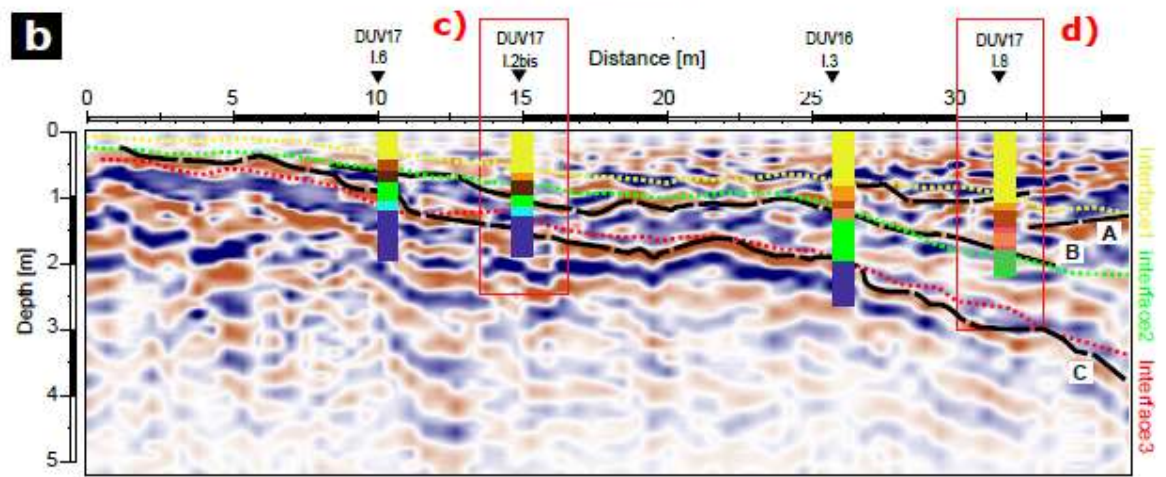 b
c)
d)
DUV17
I.6
DUV17
I.2bis
Distance [m]
DUV16
I.3
DUV17
I.8
0 5 10 15 20 25 30
Depth [m]
0
1
2
3
4
5
A
B
C
Interface1
Interface2
Interface3